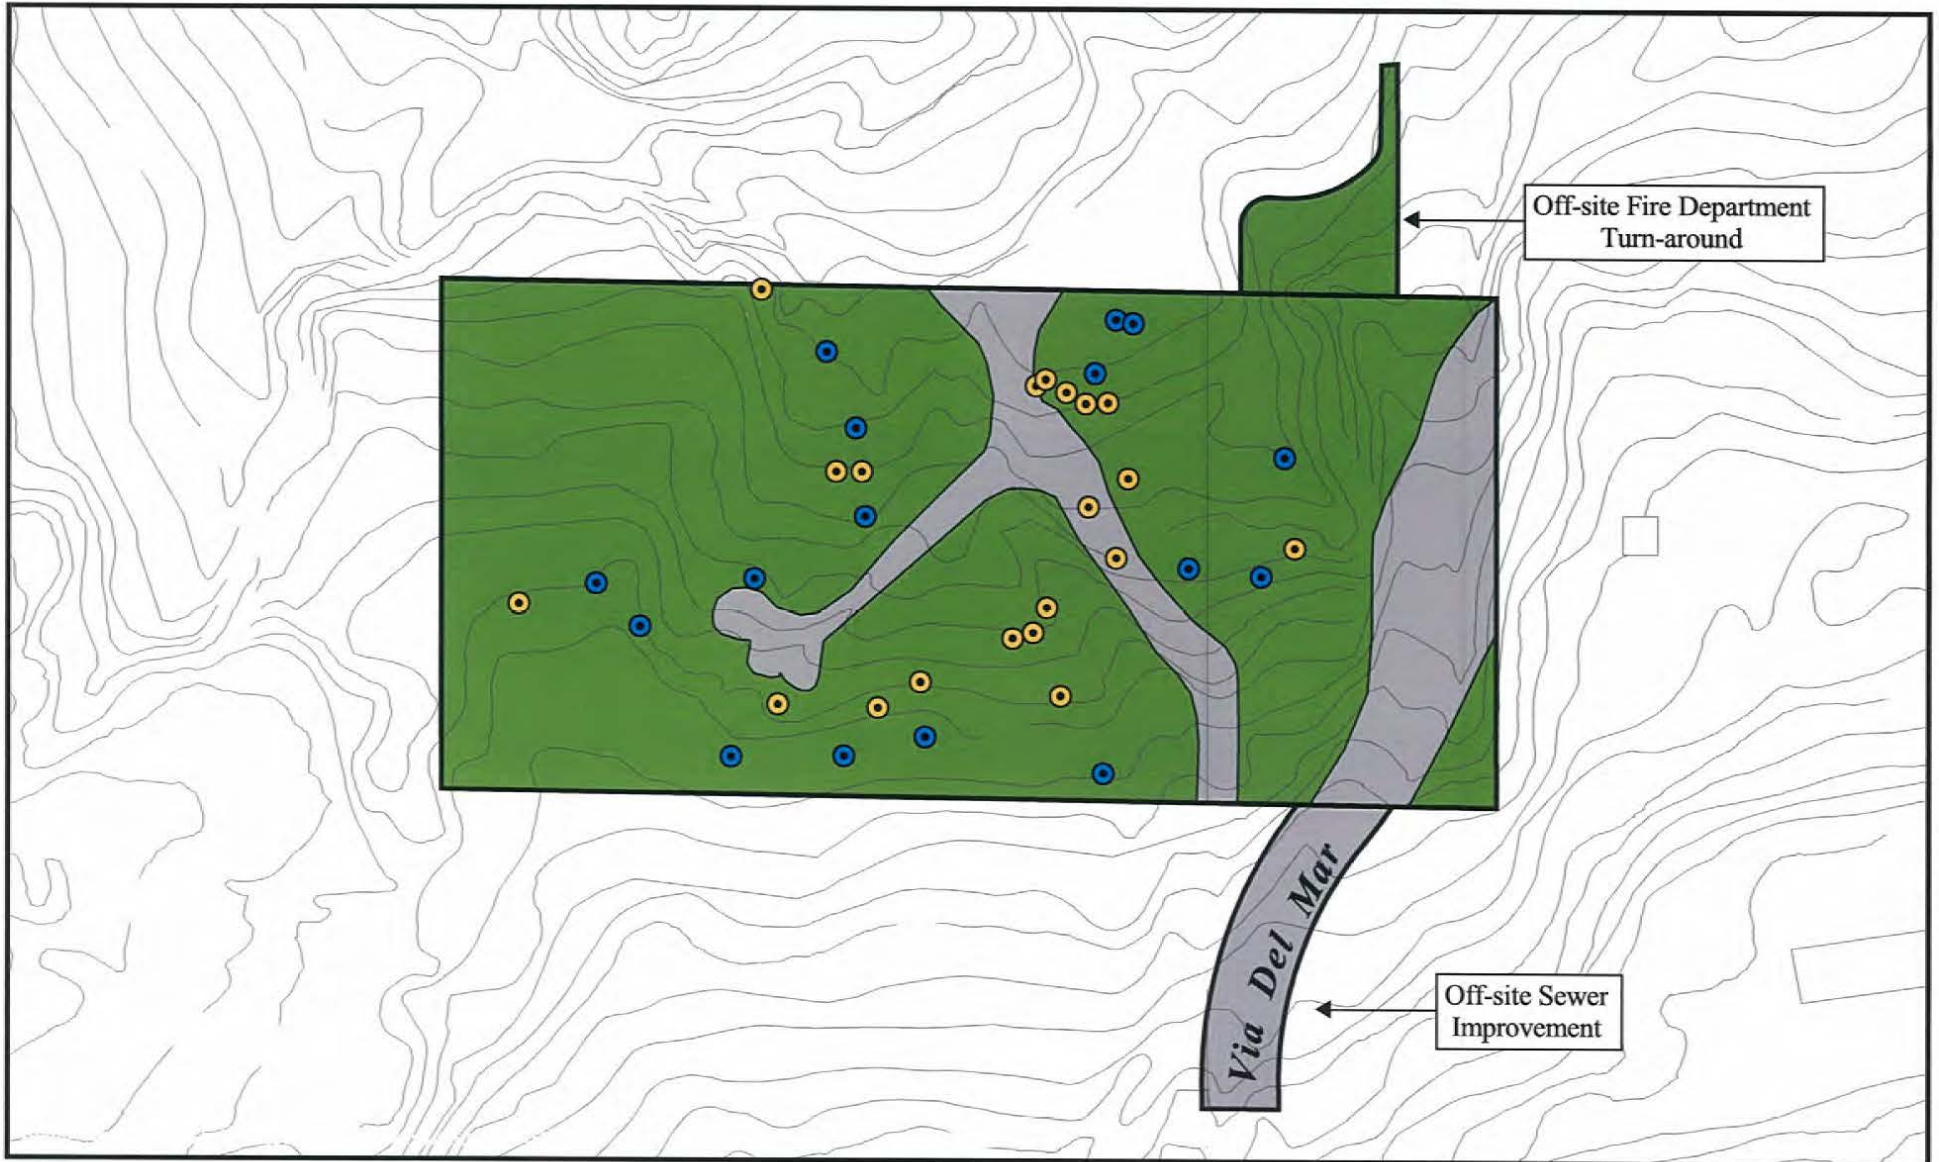 Off-site Fire Department
Turn-around
Via Del Mar
Off-site Sewer
Improvement